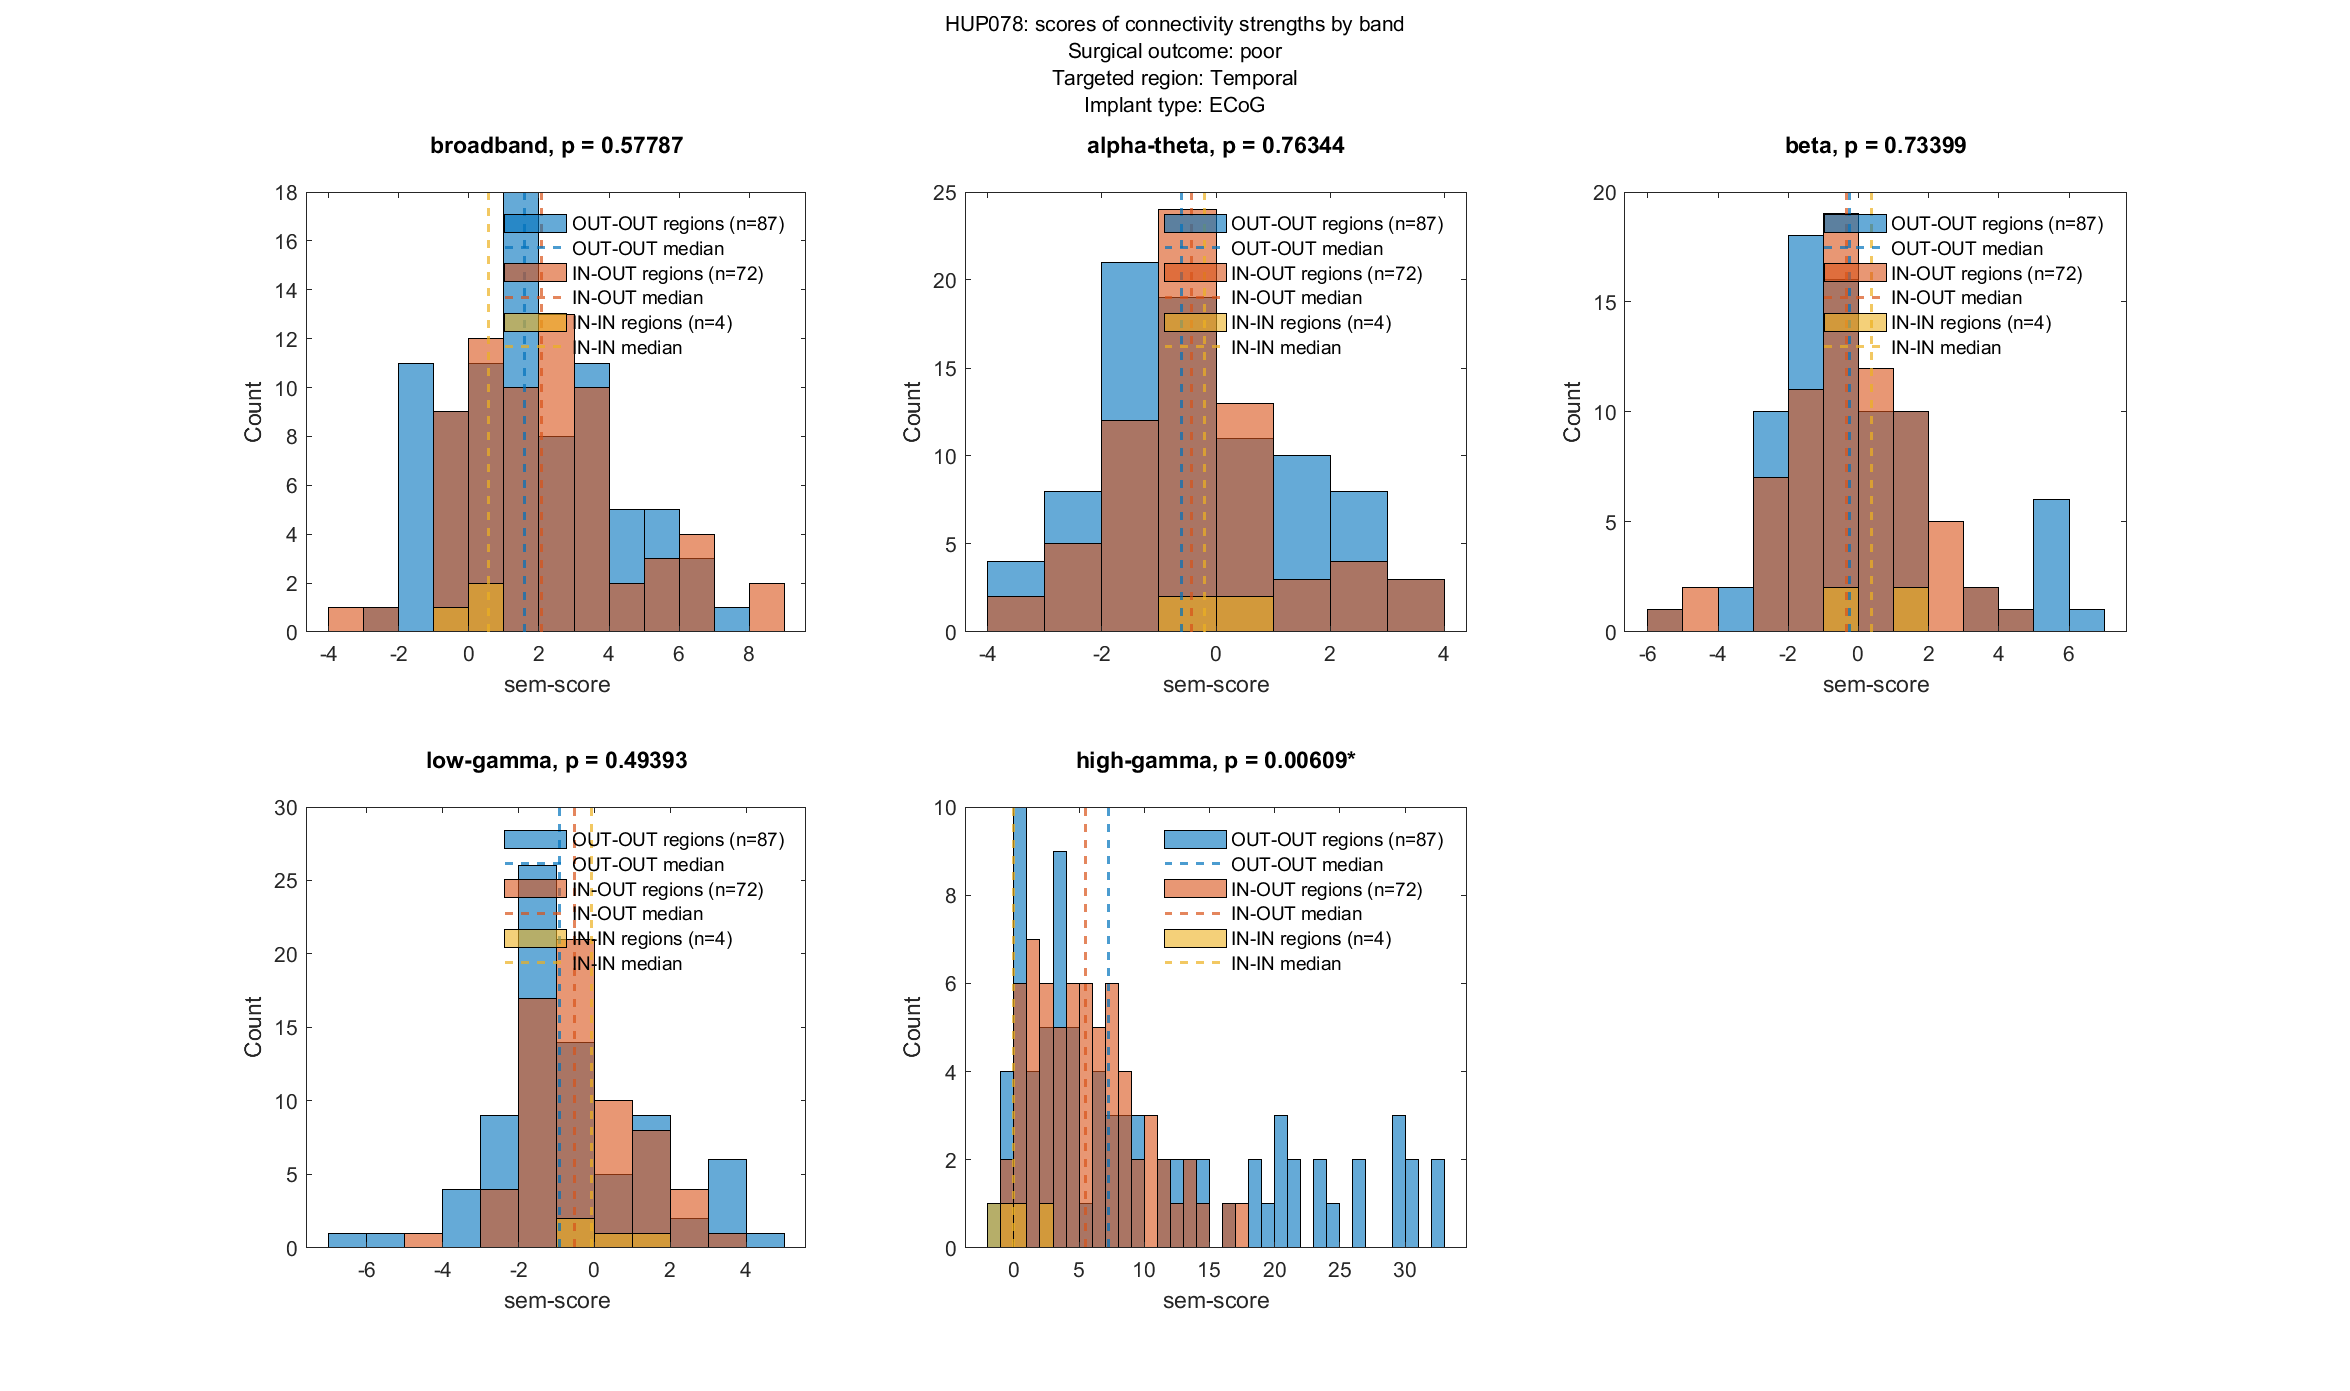 HUP078: scores of connectivity strengths by band
Surgical outcome: poor
Targeted region: Temporal
Implant type: ECoG
broadband, p = 0.57787
18
16
14
12
10
8
6
4
2
0
Count
-4 -2 0 2 4 6 8
sem-score
OUT-OUT regions (n=87)
OUT-OUT median
IN-OUT regions (n=72)
IN-OUT median
IN-IN regions (n=4)
IN-IN median
alpha-theta, p = 0.76344
25
20
15
10
5
0
Count
-4 -2 0 2 4
sem-score
OUT-OUT regions (n=87)
OUT-OUT median
IN-OUT regions (n=72)
IN-OUT median
IN-IN regions (n=4)
IN-IN median
beta, p = 0.73399
20
15
10
5
0
Count
-6 -4 -2 0 2 4 6
sem-score
OUT-OUT regions (n=87)
OUT-OUT median
IN-OUT regions (n=72)
IN-OUT median
IN-IN regions (n=4)
IN-IN median
low-gamma, p = 0.49393
30
25
20
15
10
5
0
Count
-6 -4 -2 0 2 4
sem-score
OUT-OUT regions (n=87)
OUT-OUT median
IN-OUT regions (n=72)
IN-OUT median
IN-IN regions (n=4)
IN-IN median
high-gamma, p = 0.00609*
10
8
6
4
2
0
Count
0 5 10 15 20 25 30
sem-score
OUT-OUT regions (n=87)
OUT-OUT median
IN-OUT regions (n=72)
IN-OUT median
IN-IN regions (n=4)
IN-IN median